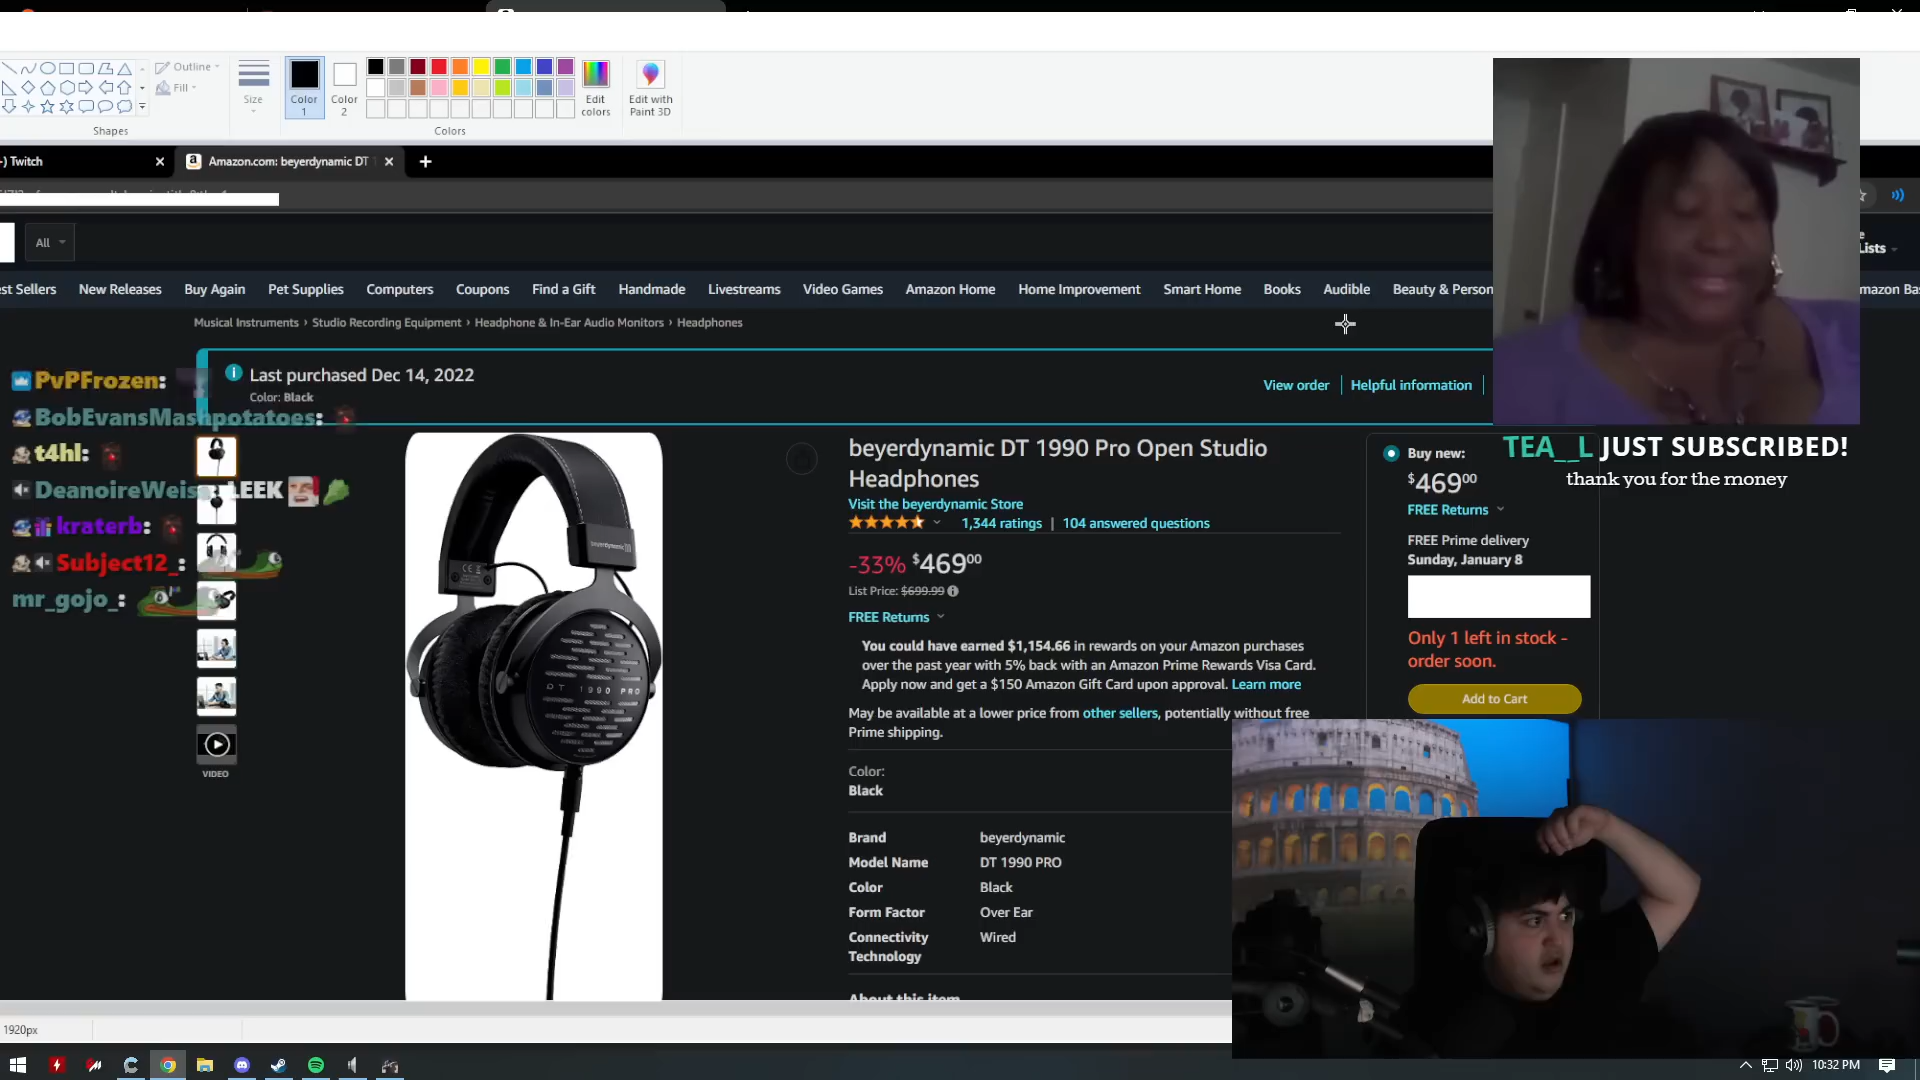 Outline
Fill
Shapes
Size
Color
1
Color
2
Edit
colors
Colors
Edit with
Paint 3D
Twitch
Amazon.com: beyerdynamic DT
All
Lists
st Sellers
New Releases
Buy Again
Pet Supplies
Computers
Coupons
Find a Gift
Handmade
Livestreams
Video Games
Amazon Home
Home Improvement
Smart Home
Books
Audible
Beauty & Person
mazon Bas
Musical Instruments › Studio Recording Equipment › Headphone & In-Ear Audio Monitors › Headphones
Last purchased Dec 14, 2022
Color: Black
View order
Helpful information
PvPFrozen:
BobEvansMashpotatoes:
t4hl:
DeanoireWeis LEEK
kraterb:
Subject12_:
mr_gojo_:
VIDEO
beyerdynamic
DT 1990 PRO
beyerdynamic DT 1990 Pro Open Studio
Headphones
Visit the beyerdynamic Store
1,344 ratings | 104 answered questions
-33% $469.00
List Price: $699.99
FREE Returns
You could have earned $1,154.66 in rewards on your Amazon purchases
over the past year with 5% back with an Amazon Prime Rewards Visa Card.
Apply now and get a $150 Amazon Gift Card upon approval. Learn more
May be available at a lower price from other sellers, potentially without free
Prime shipping.
Color:
Black
Brand beyerdynamic
Model Name DT 1990 PRO
Color Black
Form Factor Over Ear
Connectivity Wired
Technology
About this item
TEA__L JUST SUBSCRIBED!
thank you for the money
Buy new:
$469.00
FREE Returns
FREE Prime delivery
Sunday, January 8
Only 1 left in stock -
order soon.
Add to Cart
1920px
10:32 PM